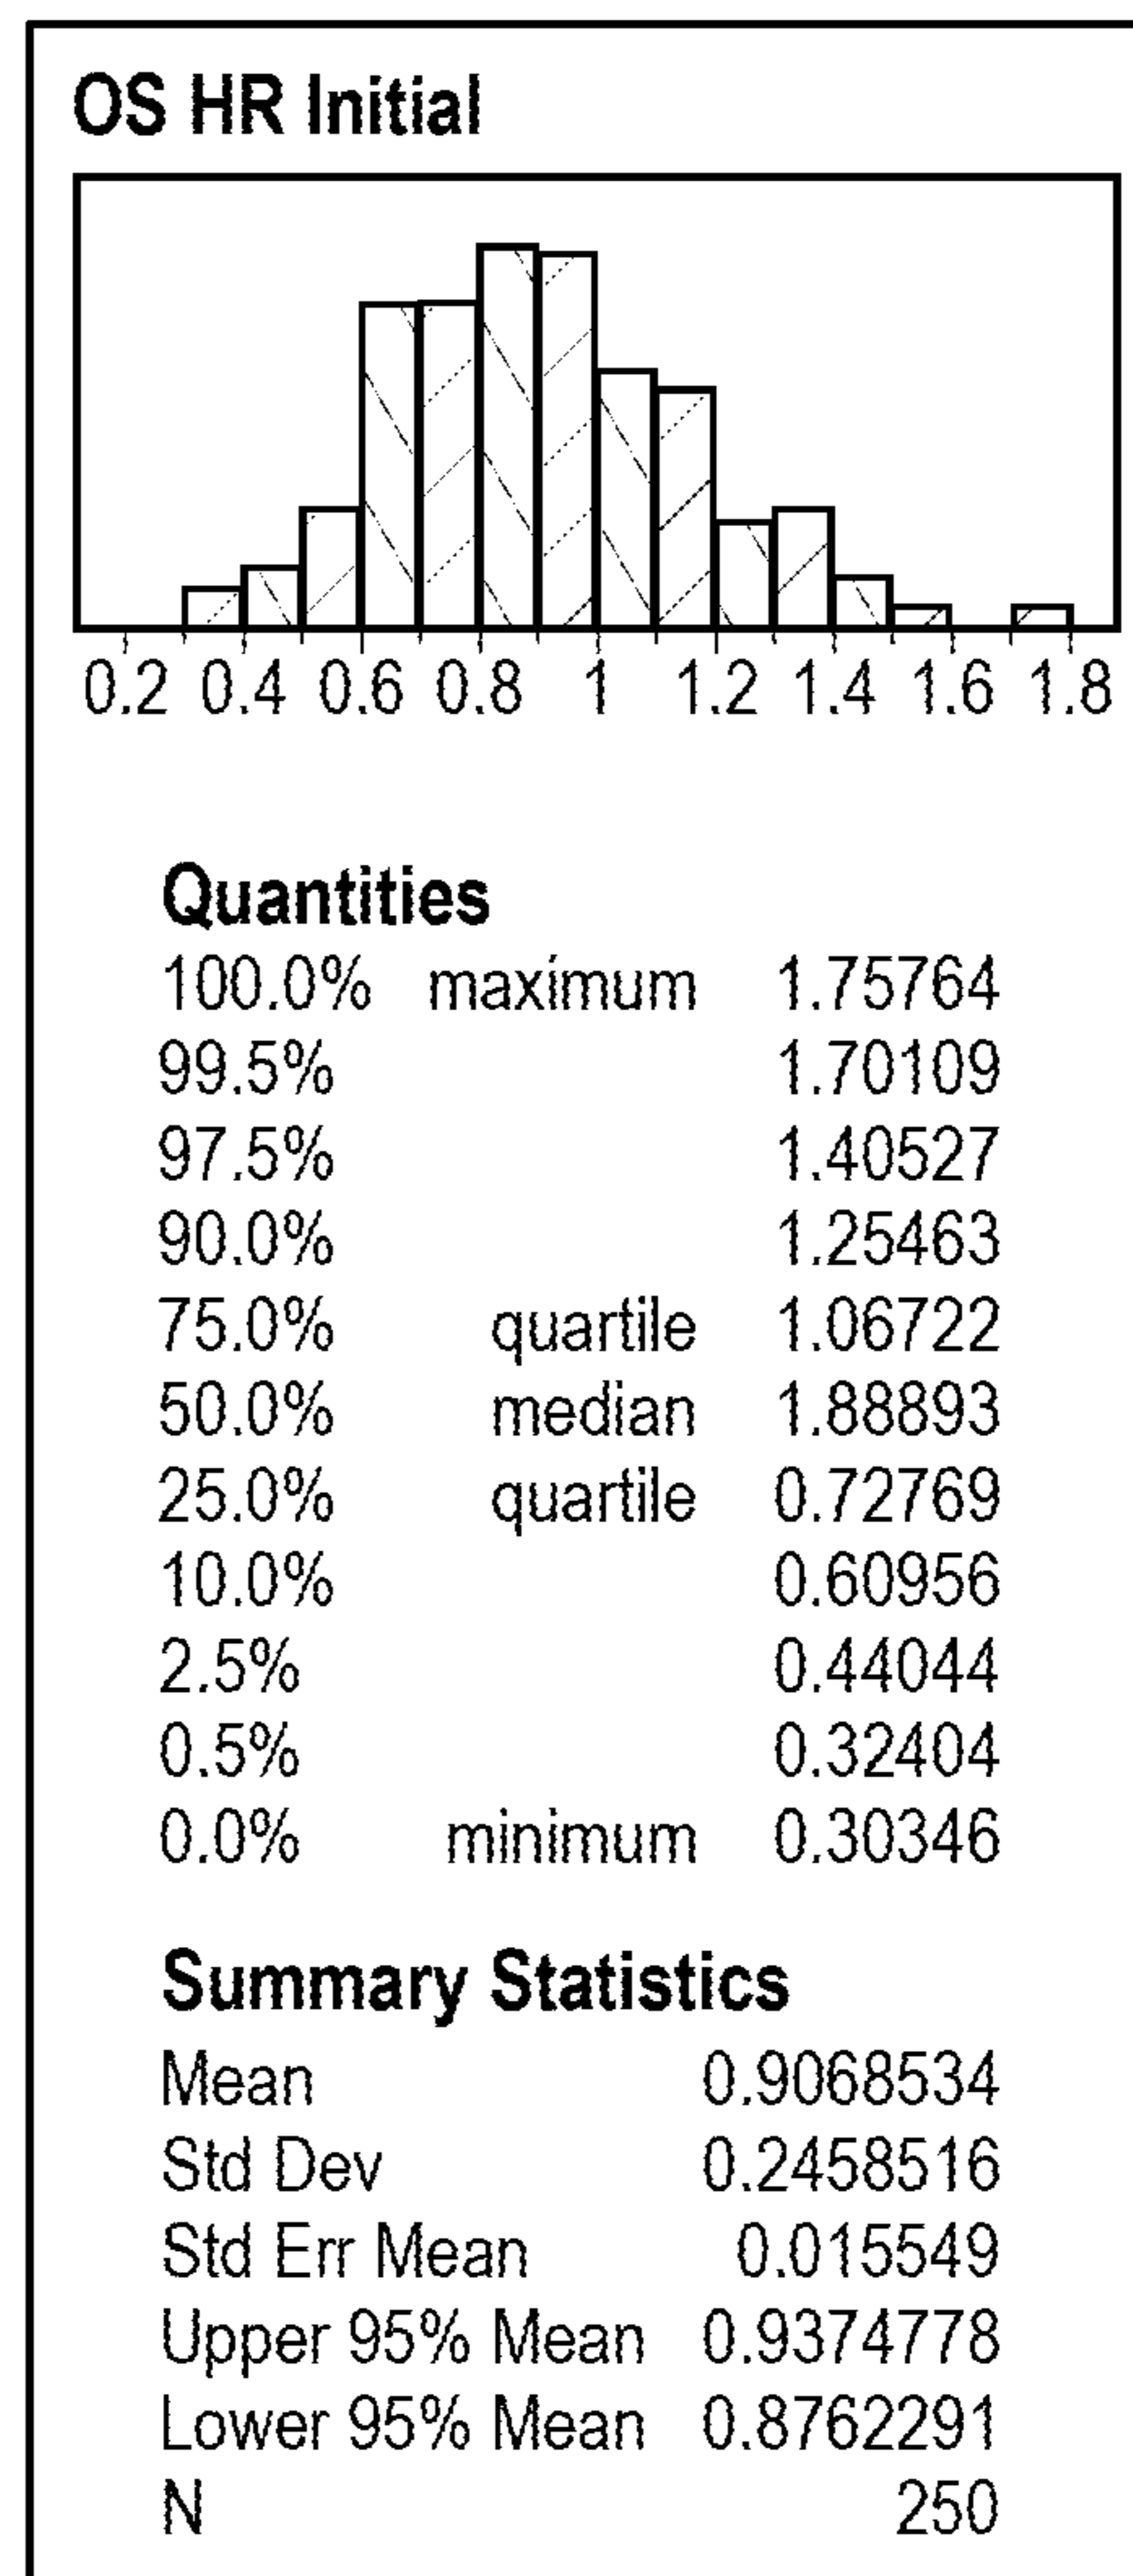 OS HR Initial
0.2 0.4 0.6 0.8 1 1.2 1.4 1.6 1.8
Quantities
100.0% maximum 1.75764
99.5% 1.70109
97.5% 1.40527
90.0% 1.25463
75.0% quartile 1.06722
50.0% median 1.88893
25.0% quartile 0.72769
10.0% 0.60956
2.5% 0.44044
0.5% 0.32404
0.0% minimum 0.30346
Summary Statistics
Mean 0.9068534
Std Dev 0.2458516
Std Err Mean 0.015549
Upper 95% Mean 0.9374778
Lower 95% Mean 0.8762291
N 250